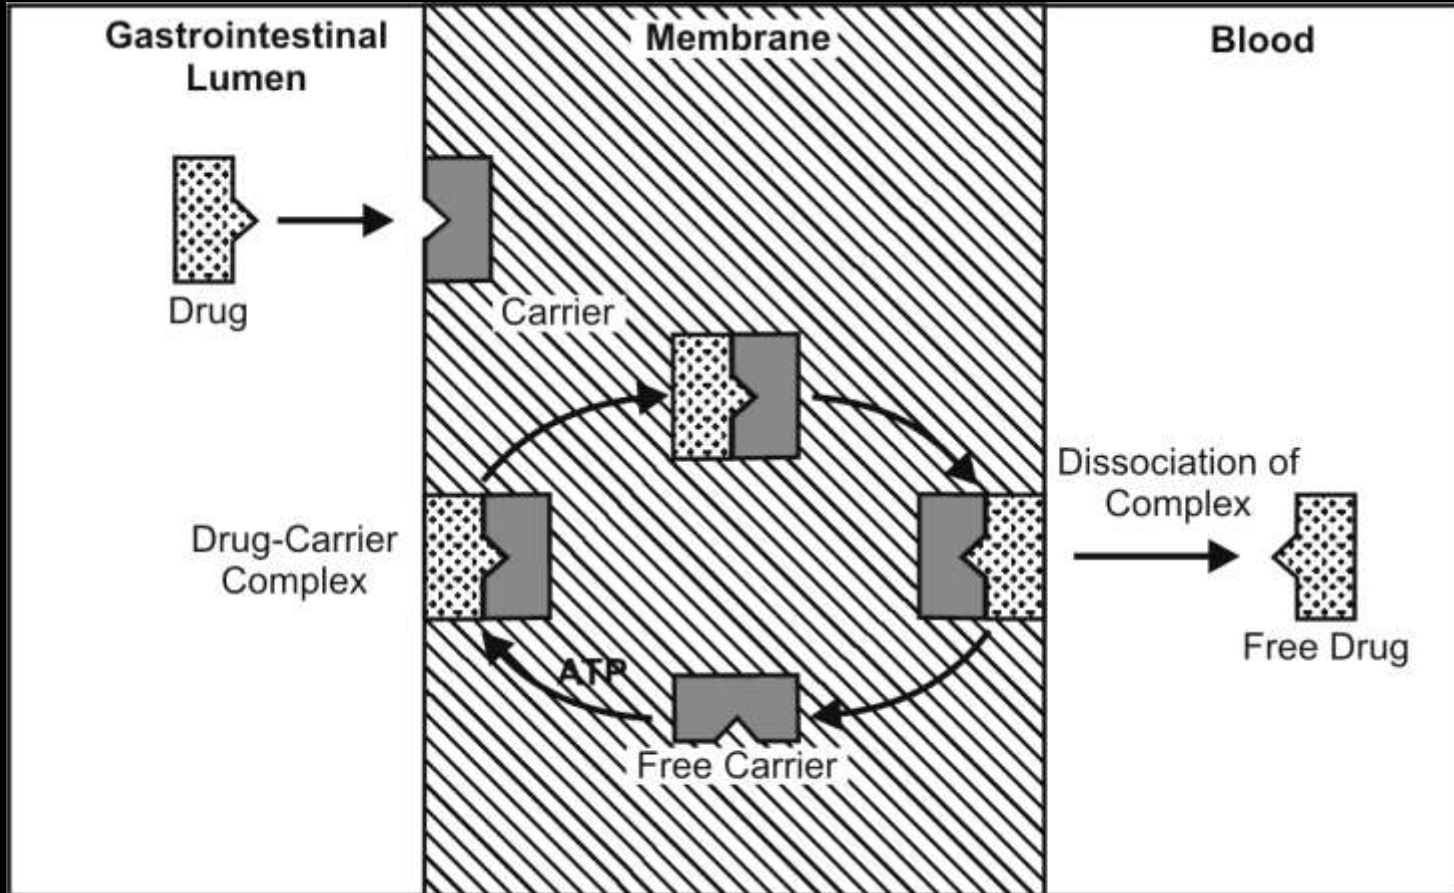 Gastrointestinal
Lumen
Membrane
Blood
Drug
Carrier
Drug-Carrier
Complex
Dissociation of
Complex
Free Drug
ATP
Free Carrier